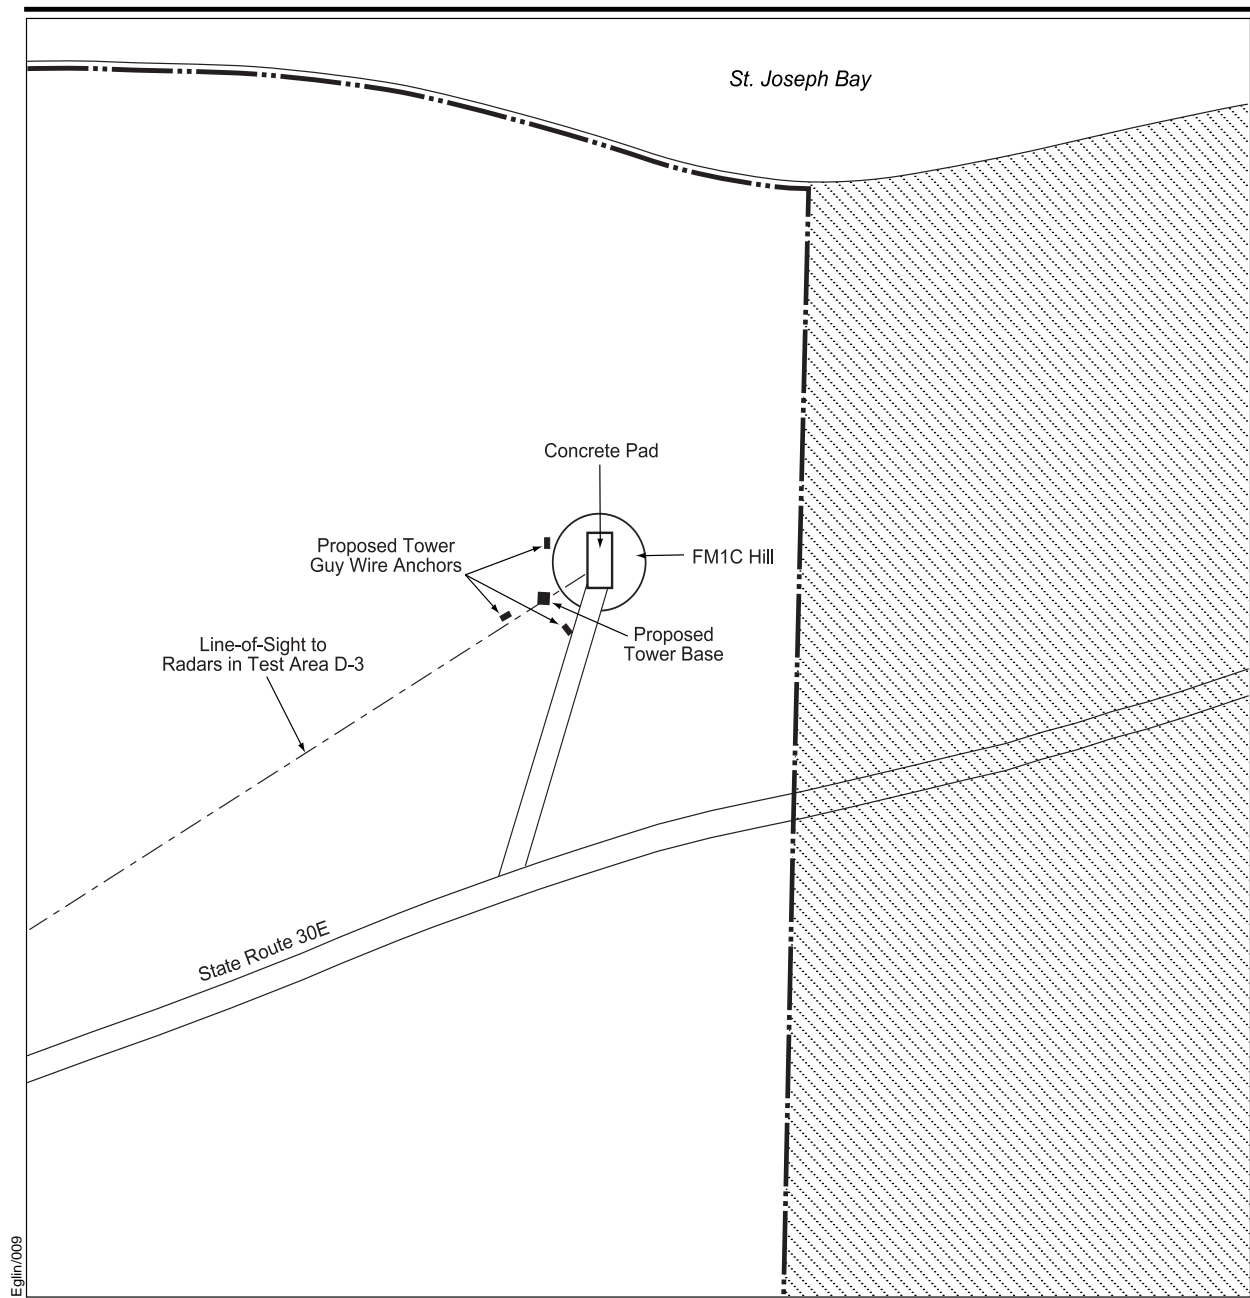 St. Joseph Bay
Concrete Pad
Proposed Tower
Guy Wire Anchors
FM1C Hill
Proposed
Tower Base
Line-of-Sight to
Radars in Test Area D-3
State Route 30E
Eglin/009